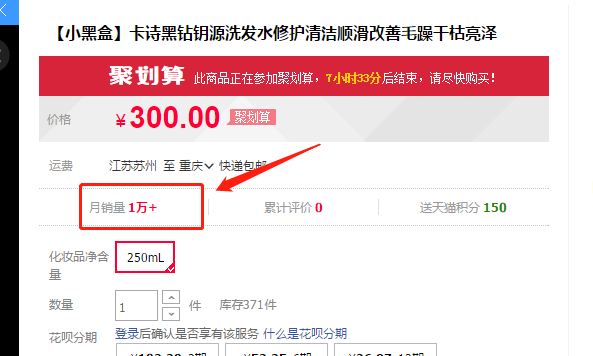 【小黑盒】卡诗黑钻钥源洗发水修护清洁顺滑改善毛躁干枯亮泽
聚划算 此商品正在参加聚划算，7小时33分后结束，请尽快购买！
价格 ¥300.00 聚划算
运费 江苏苏州 至 重庆 快递包邮
月销量 1万+ 累计评价 0 送天猫积分 150
化妆品净含量 250mL
数量 1 件 库存371件
花呗分期 登录后确认是否享有该服务 什么是花呗分期